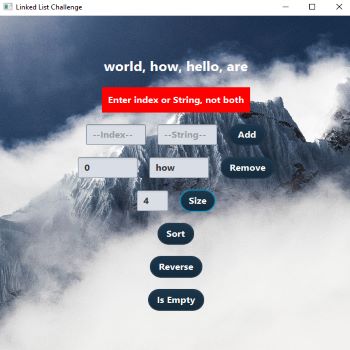 Linked List Challenge
world, how, hello, are
Enter index or String, not both
--Index-- --String-- Add
0 how Remove
4 Size
Sort
Reverse
Is Empty